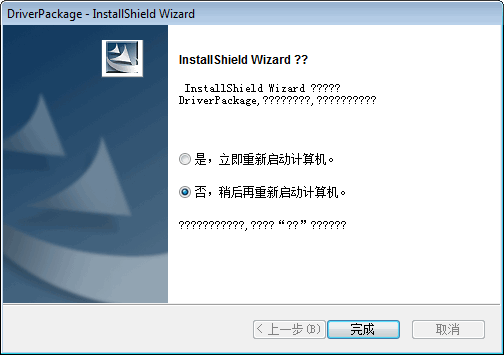 DriverPackage - InstallShield Wizard
InstallShield Wizard ??
InstallShield Wizard ?????
DriverPackage,????????,??????????
是，立即重新启动计算机。
否，稍后再重新启动计算机。
???????????,????“??”??????
< 上一步(B)
完成
取消